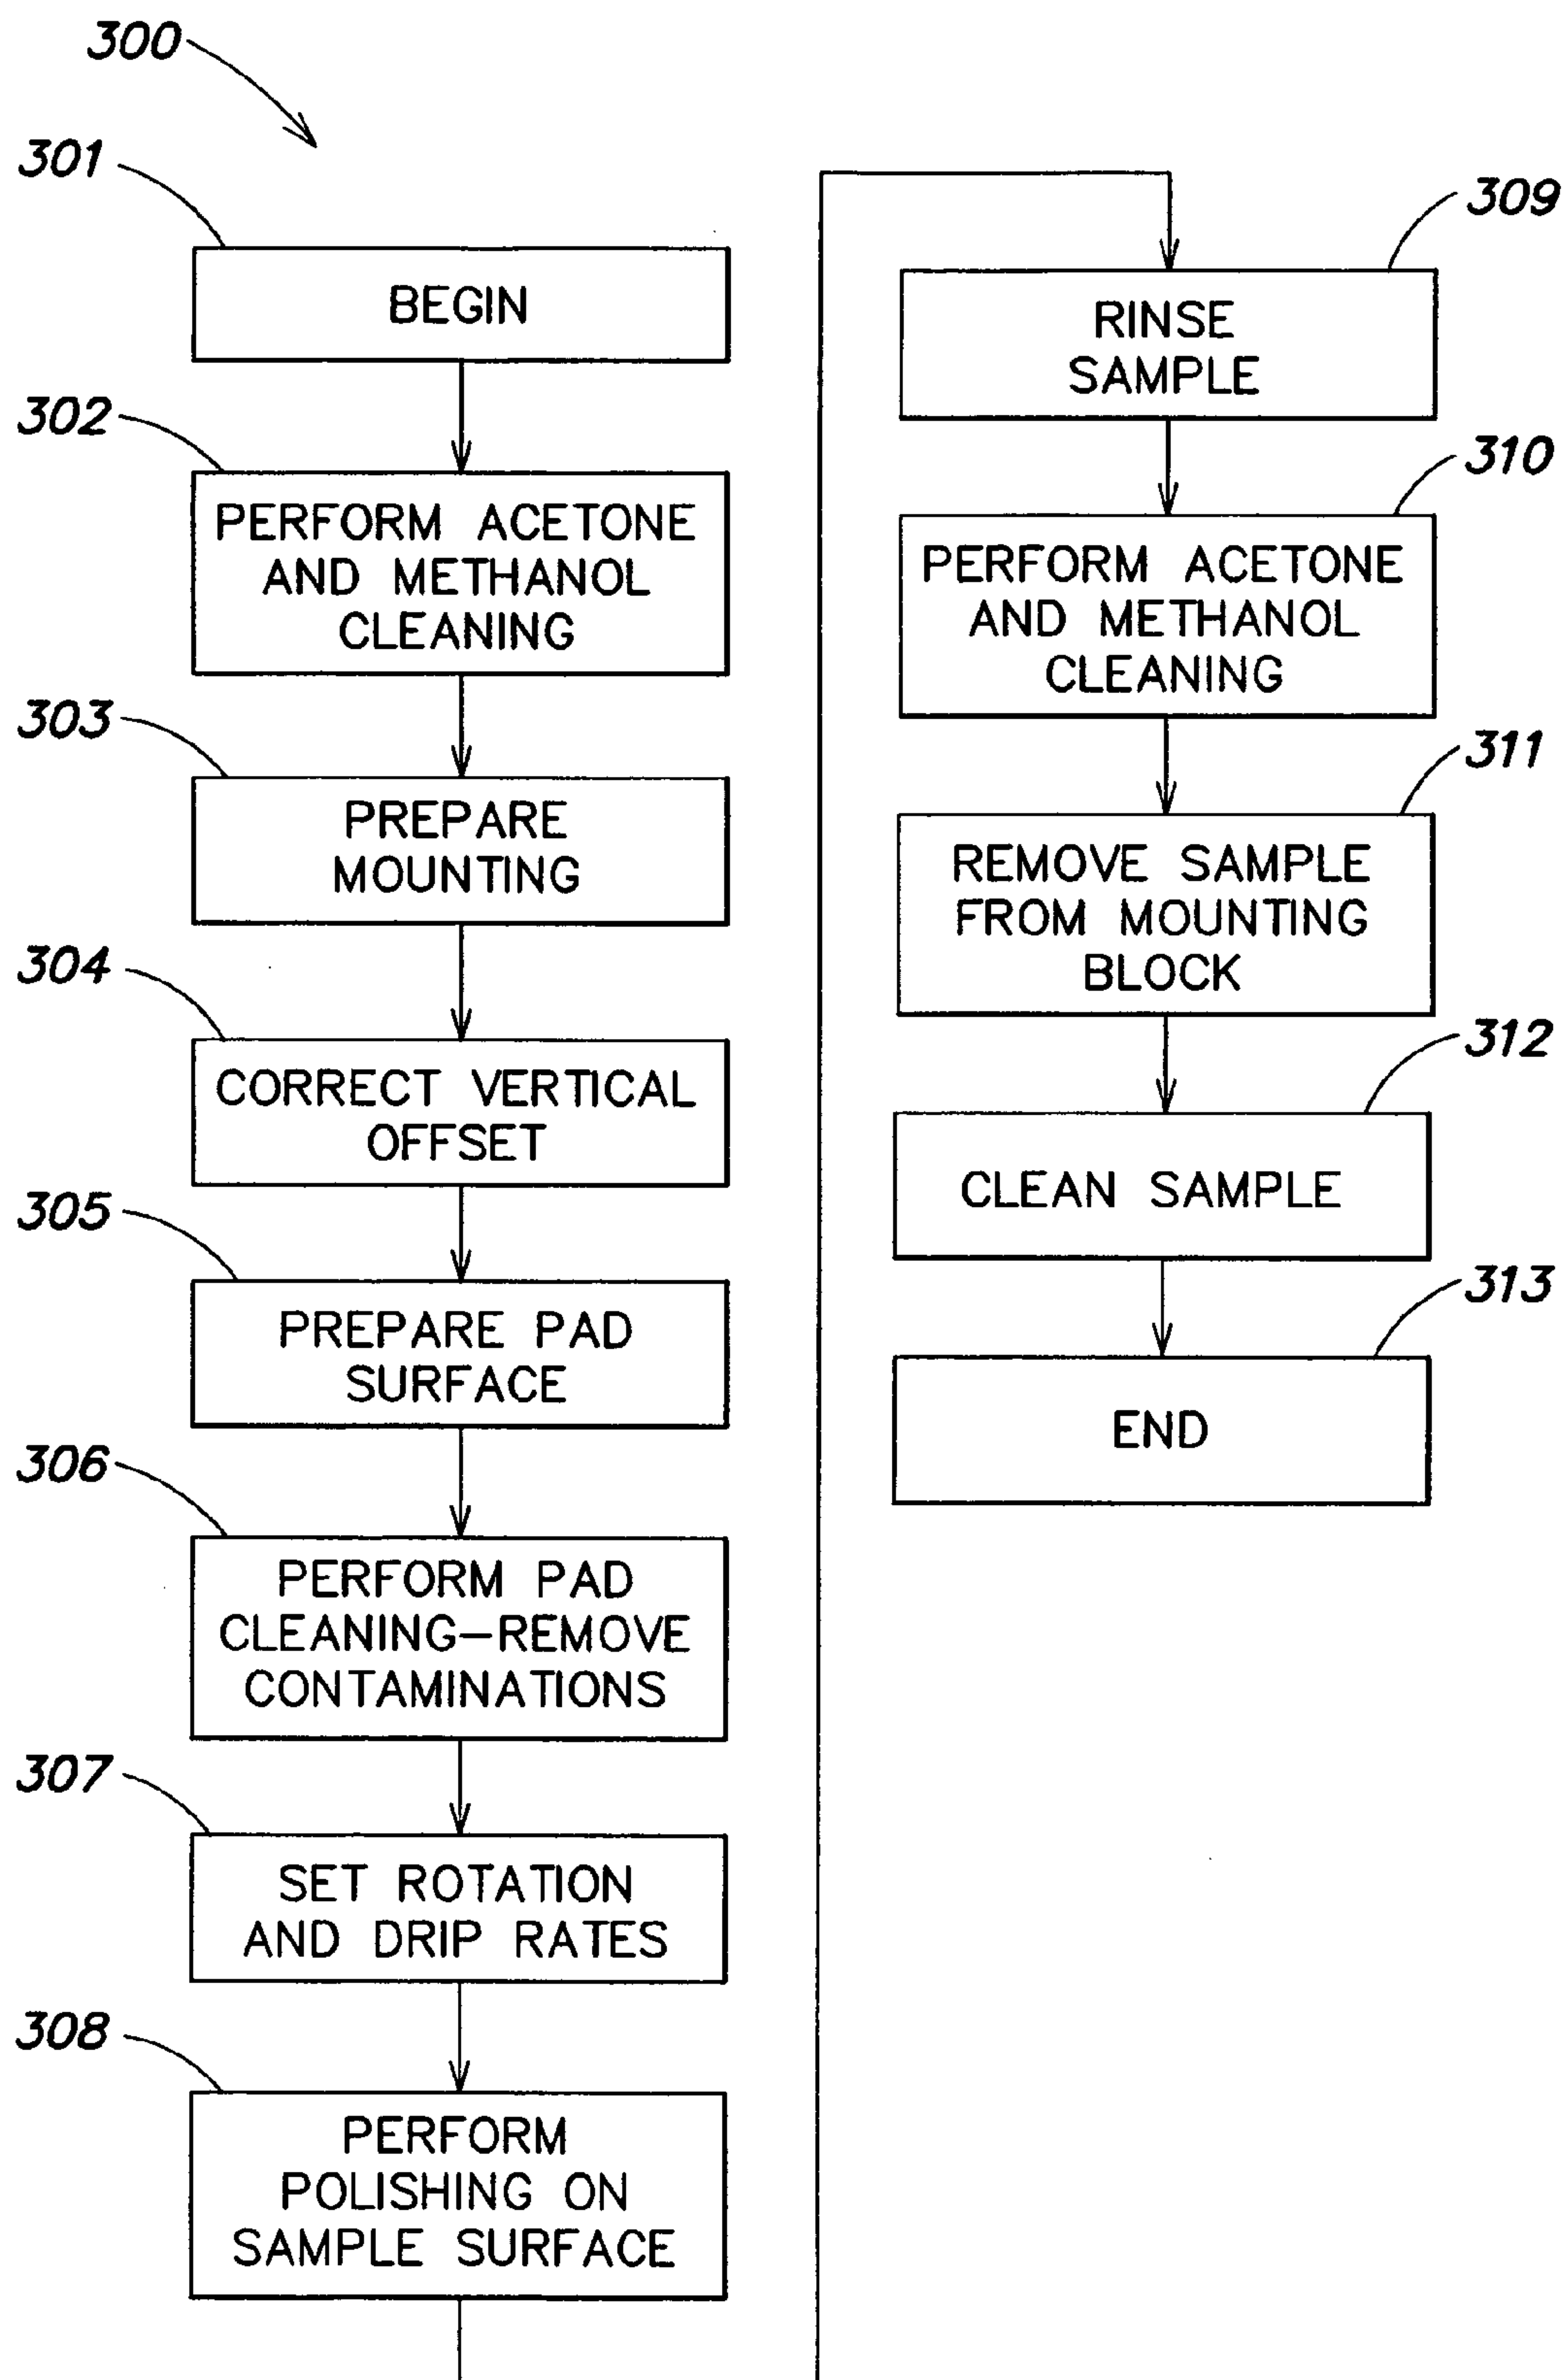 300
301
BEGIN
302
PERFORM ACETONE
AND METHANOL
CLEANING
303
PREPARE
MOUNTING
304
CORRECT VERTICAL
OFFSET
305
PREPARE PAD
SURFACE
306
PERFORM PAD
CLEANING–REMOVE
CONTAMINATIONS
307
SET ROTATION
AND DRIP RATES
308
PERFORM
POLISHING ON
SAMPLE SURFACE
309
RINSE
SAMPLE
310
PERFORM ACETONE
AND METHANOL
CLEANING
311
REMOVE SAMPLE
FROM MOUNTING
BLOCK
312
CLEAN SAMPLE
313
END